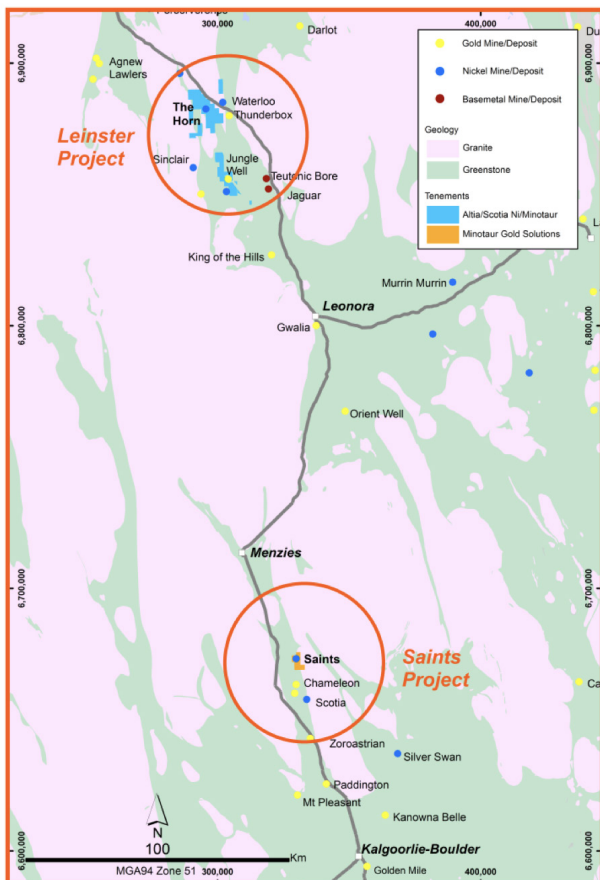 300,000
400,000
Perserverence
Darlot
Du
6,900,000
6,900,000
Agnew
Lawlers
The
Horn
Waterloo
Thunderbox
Leinster
Project
Sinclair
Jungle
Well
Teutonic Bore
Jaguar
King of the Hills
Gold Mine/Deposit
Nickel Mine/Deposit
Basemetal Mine/Deposit
Geology
Granite
Greenstone
Tenements
Altia/Scotia Ni/Minotaur
Minotaur Gold Solutions
La
Murrin Murrin
Leonora
Gwalia
6,800,000
6,800,000
Orient Well
Menzies
6,700,000
6,700,000
Saints
Saints
Project
Chameleon
Scotia
Ca
Zoroastrian
Silver Swan
Paddington
Mt Pleasant
Kanowna Belle
N
100
Km
Kalgoorlie-Boulder
6,600,000
6,600,000
MGA94 Zone 51
300,000
Golden Mile
400,000